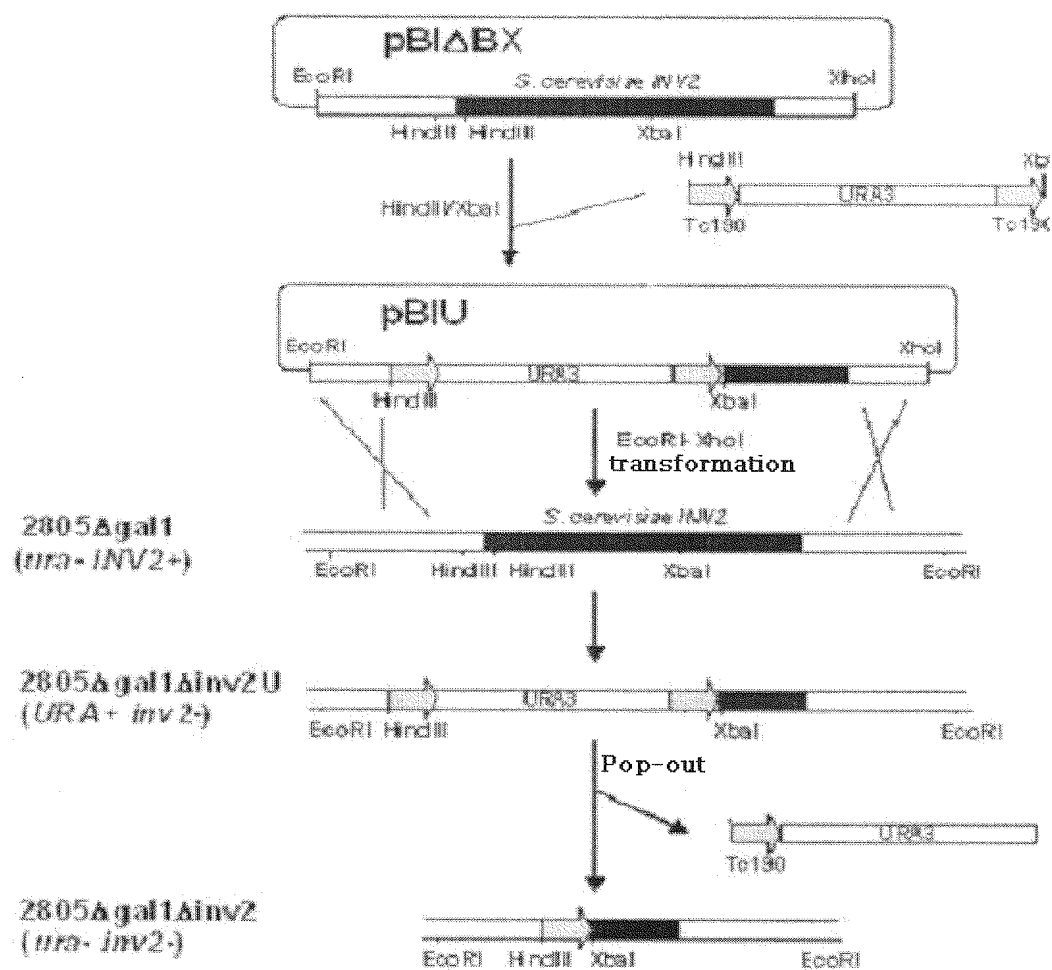 pBIΔBX
EcoRI S. cerevisiae INV2 XhoI
HindIII HindIII XbaI
HindIII Xb
HindIII/XbaI
URA3
Tc190 Tc190
pBIU
EcoRI XhoI
URA3
HindIII XbaI
EcoRI-XhoI
transformation
2805Δgal1 S. cerevisiae INV2
(ura- INV2+)
EcoRI HindIII HindIII XbaI EcoRI
2805Δgal1Δinv2U
(URA+ inv2-)
URA3
EcoRI HindIII XbaI EcoRI
Pop-out
URA3
Tc190
2805Δgal1Δinv2
(ura- inv2-)
EcoRI HindIII XbaI EcoRI